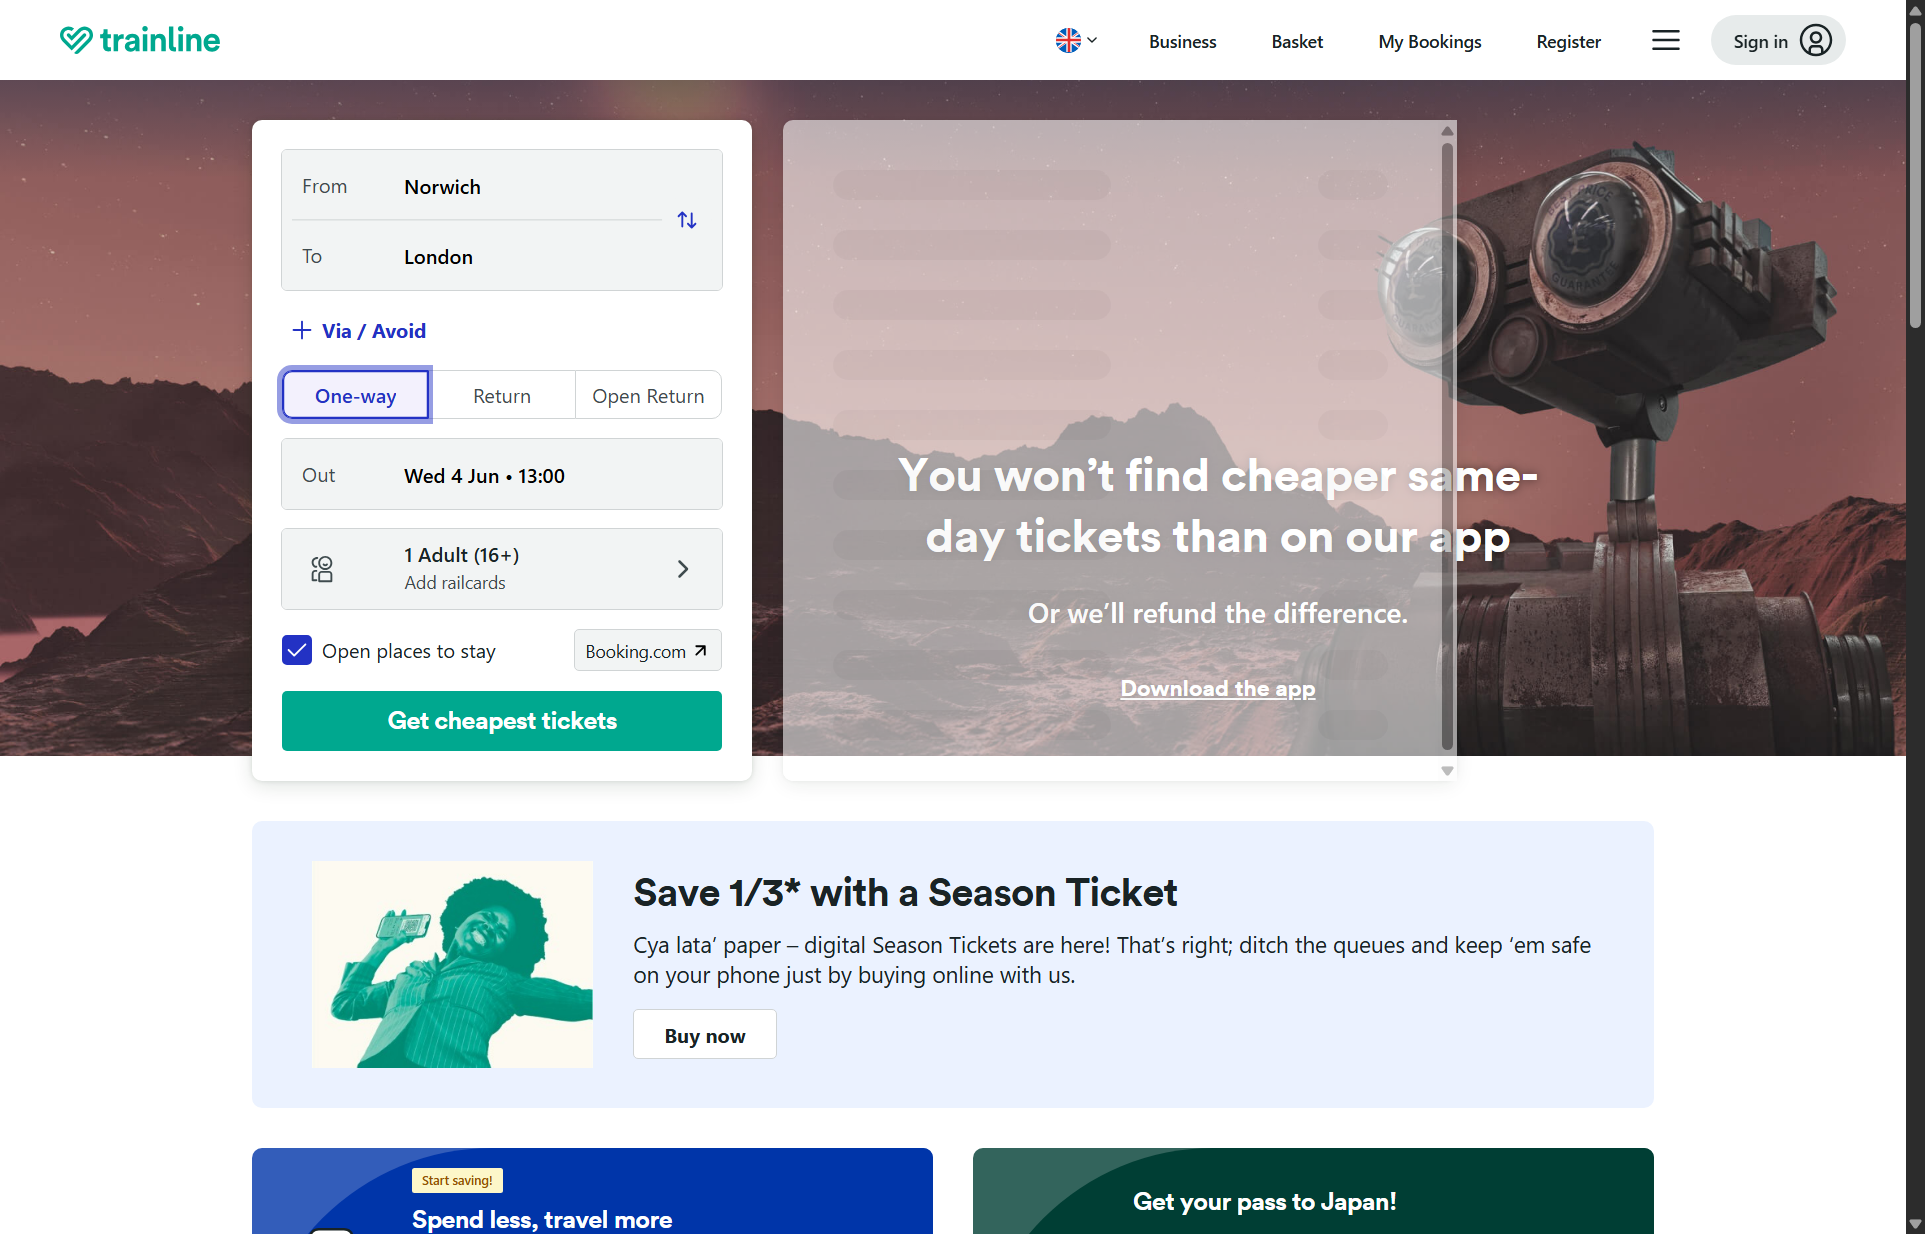 trainline
Business
Basket
My Bookings
Register
Sign in
From
Norwich
To
London
Via / Avoid
One-way
Return
Open Return
Out
Wed 4 Jun • 13:00
1 Adult (16+)
Add railcards
Open places to stay
Booking.com
Get cheapest tickets
You won’t find cheaper same-
day tickets than on our app
Or we’ll refund the difference.
Download the app
PRICE
£
GUARANTEE
Save 1/3* with a Season Ticket
Cya lata’ paper – digital Season Tickets are here! That’s right; ditch the queues and keep ‘em safe
on your phone just by buying online with us.
Buy now
Start saving!
Spend less, travel more
Get your pass to Japan!